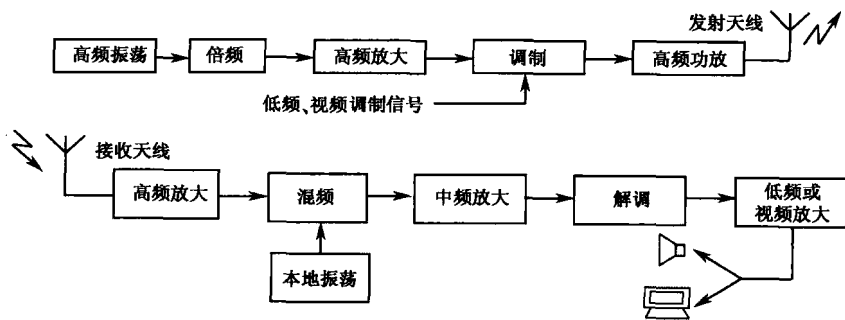 发射天线
高频振荡
倍频
高频放大
调制
高频功放
低频、视频调制信号
接收天线
高频放大
混频
中频放大
解调
低频或
视频放大
本地振荡